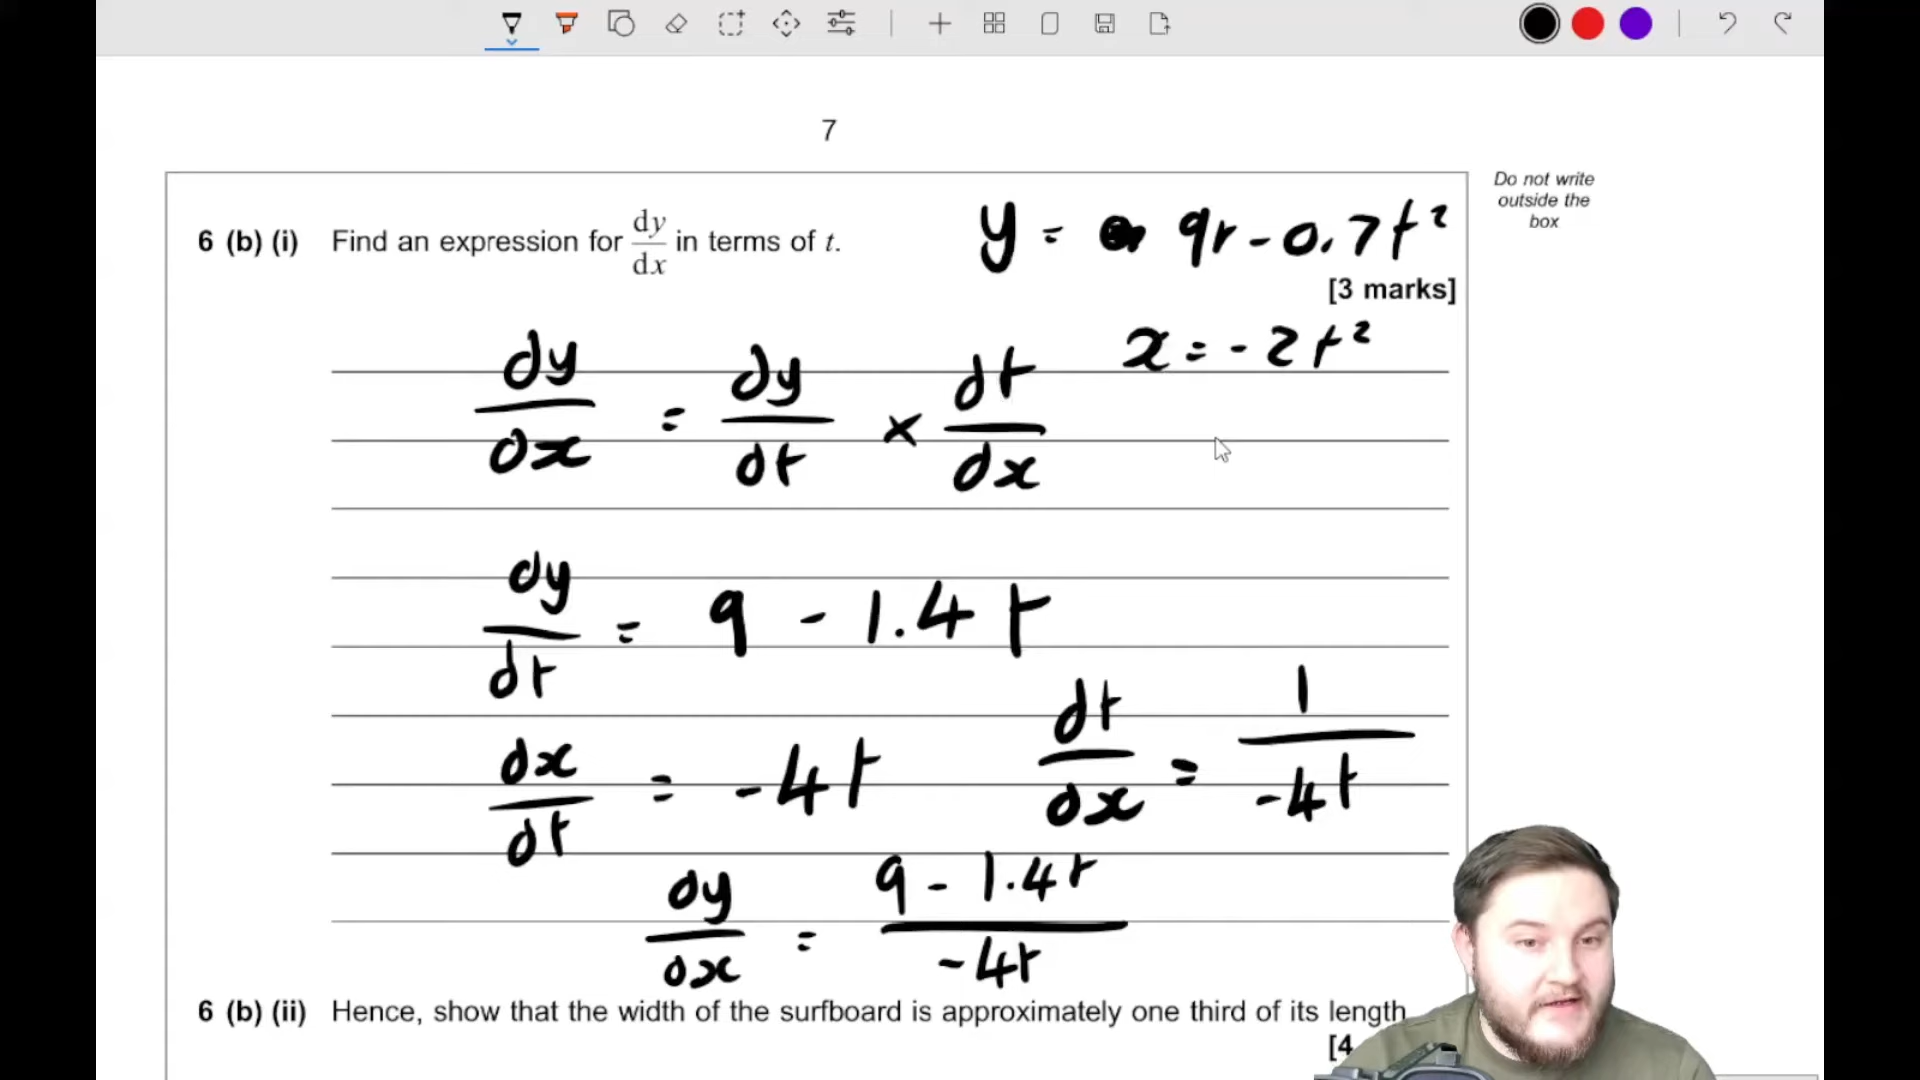 7
Do not write
outside the
box
6 (b) (i) Find an expression for dy/dx in terms of t.
y = 9t - 0.7t²
[3 marks]
x = -2t²
dy/dx = dy/dt × dt/dx
dy/dt = 9 - 1.4t
dx/dt = -4t
dt/dx = 1/-4t
dy/dx = 9 - 1.4t/-4t
6 (b) (ii) Hence, show that the width of the surfboard is approximately one third of its length
[4